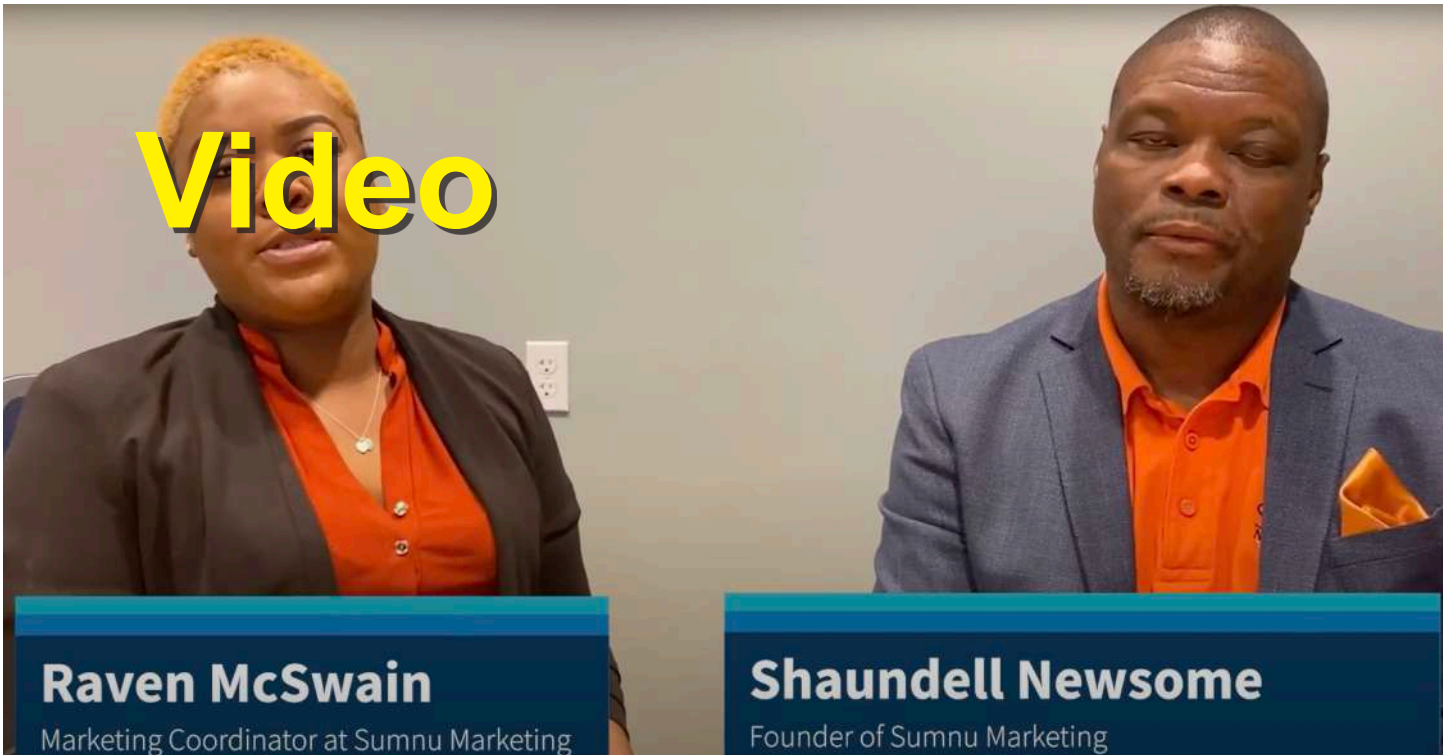 Video
Raven McSwain
Marketing Coordinator at Sumnu Marketing
Shaundell Newsome
Founder of Sumnu Marketing